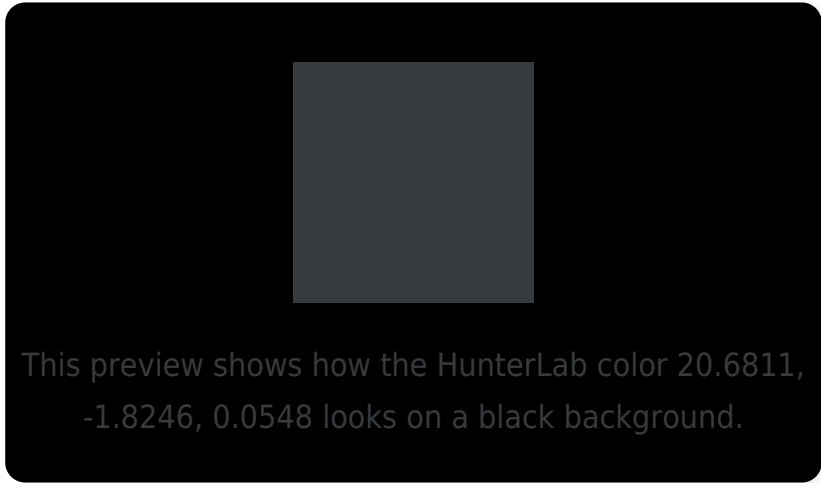 This preview shows how the HunterLab color 20.6811,
-1.8246, 0.0548 looks on a black background.